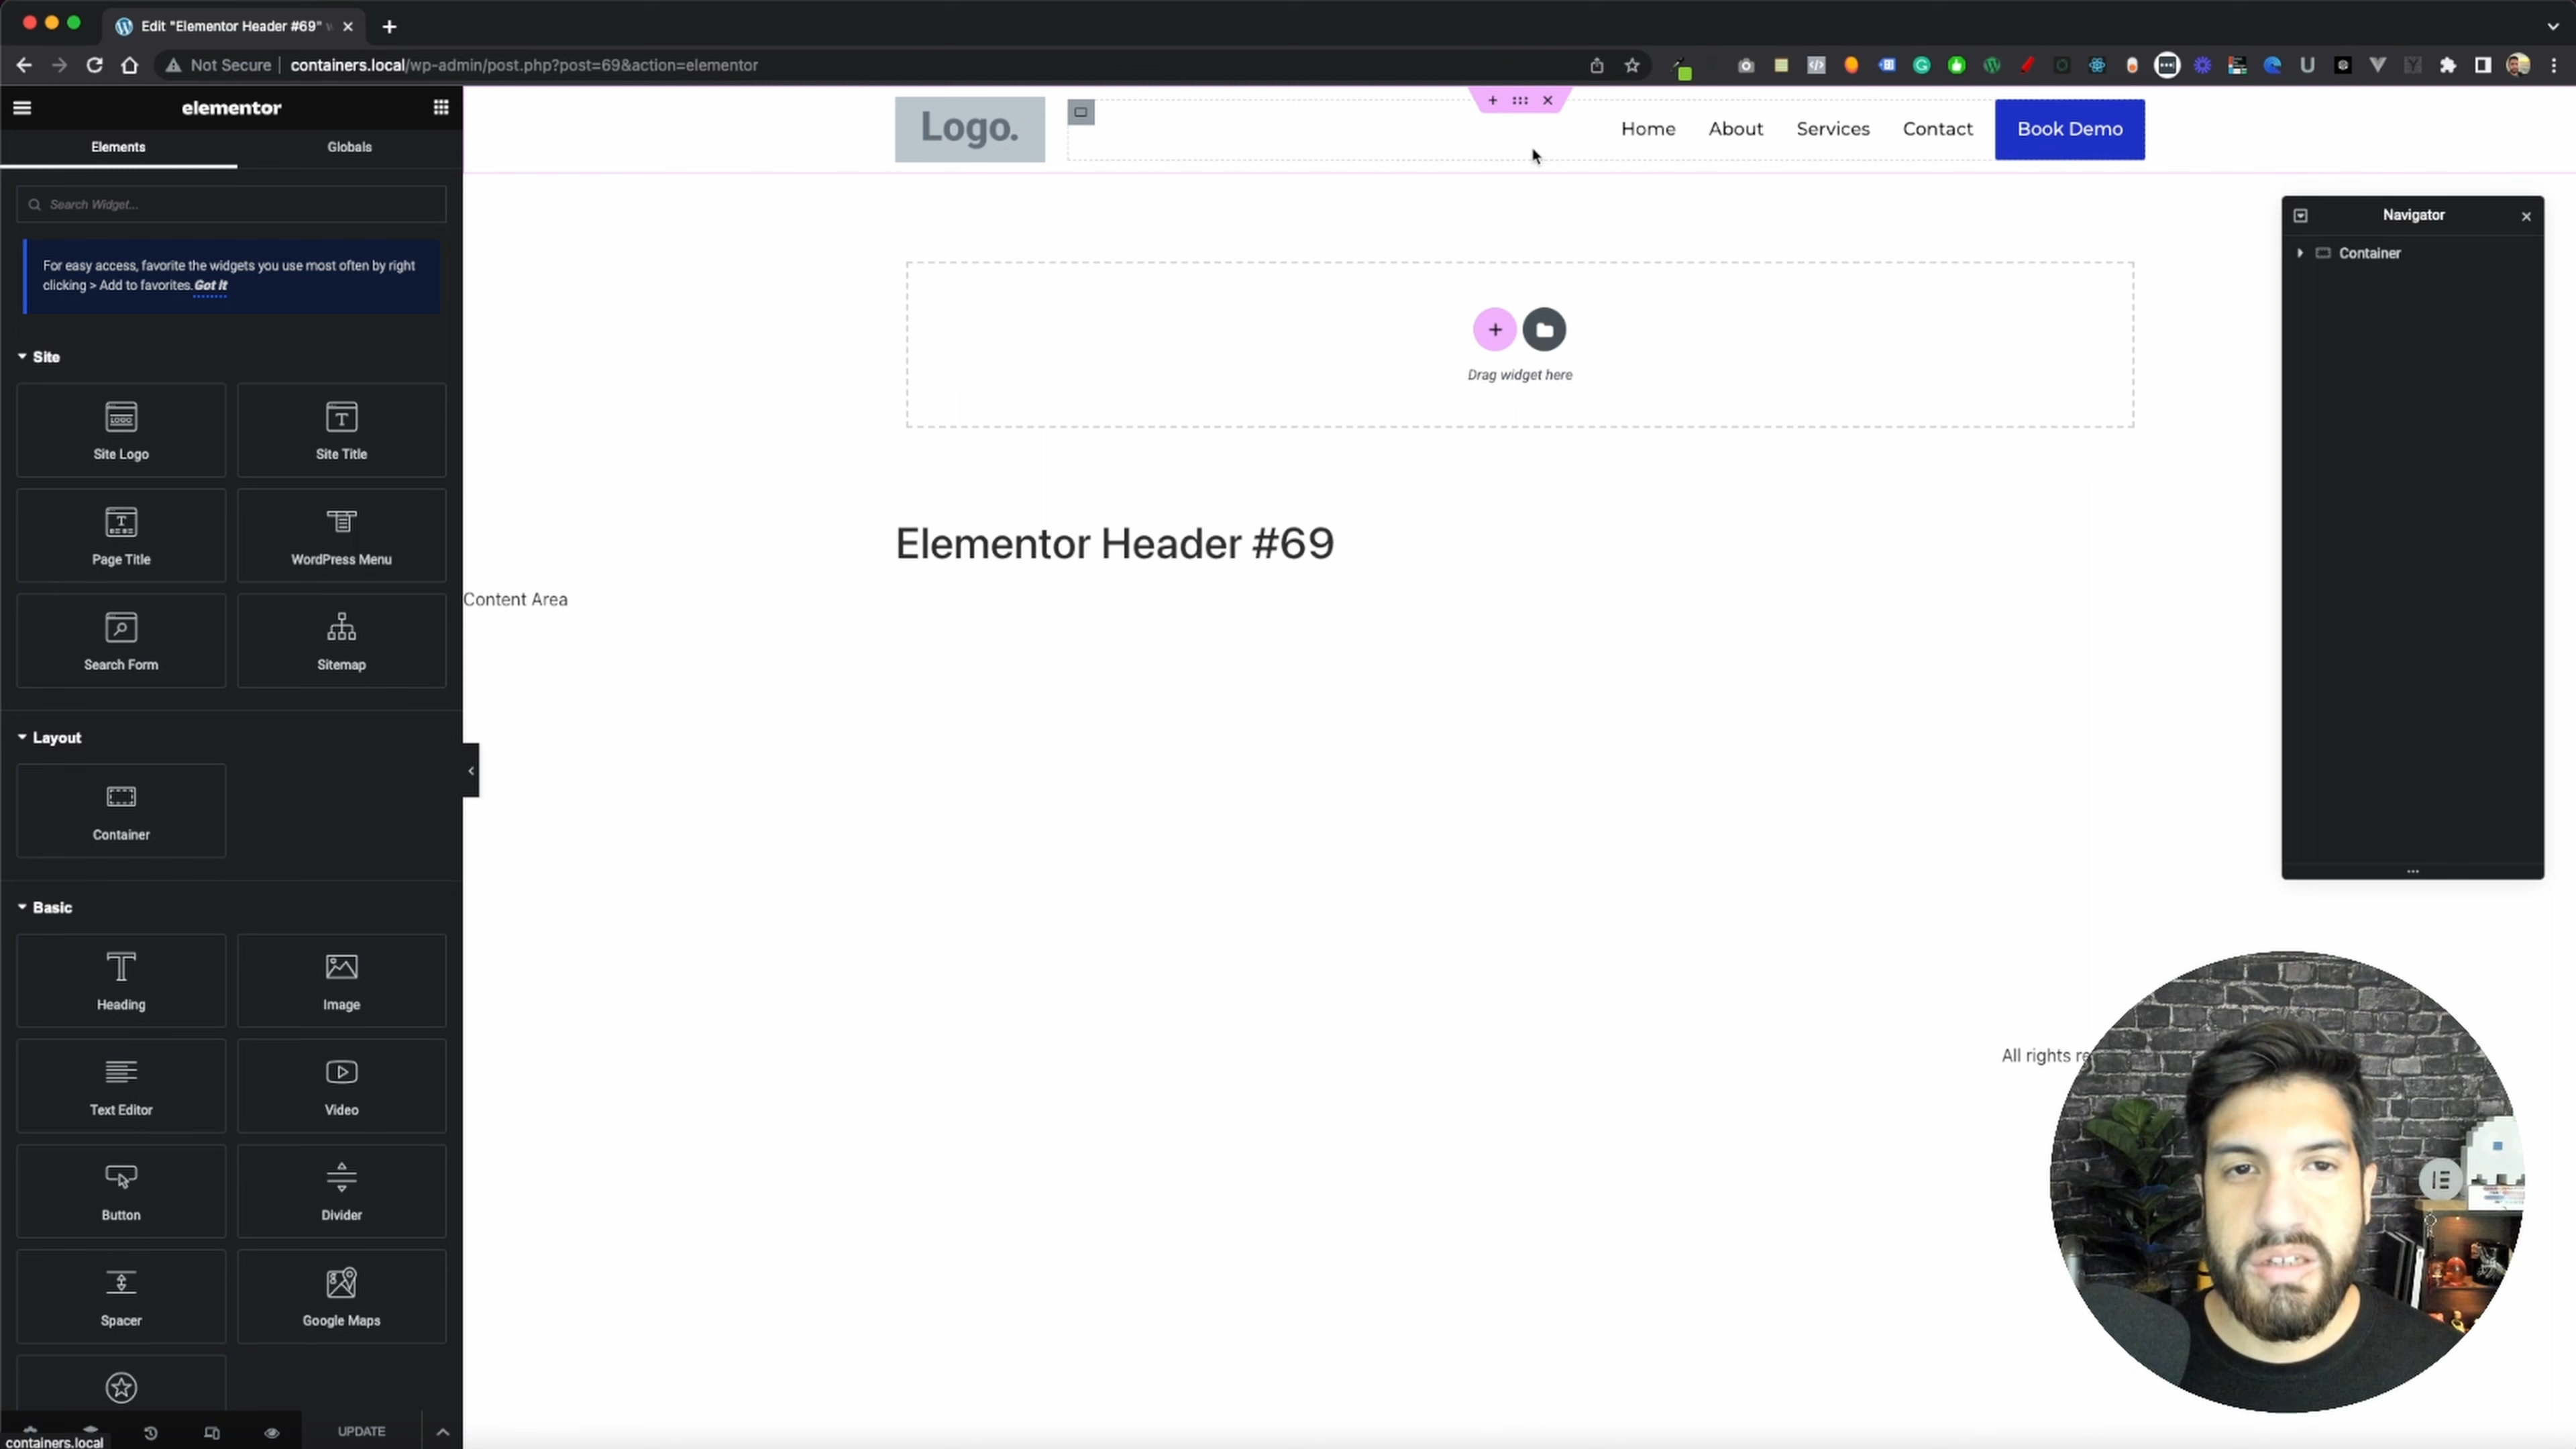 Edit "Elementor Header #69"
Not Secure
containers.local/wp-admin/post.php?post=69&action=elementor
elementor
Elements
Globals
Search Widget...
For easy access, favorite the widgets you use most often by right
clicking > Add to favorites. Got It
Site
Site Logo
Site Title
Page Title
WordPress Menu
Search Form
Sitemap
Layout
Container
Basic
Heading
Image
Text Editor
Video
Button
Divider
Spacer
Google Maps
UPDATE
containers.local
Logo.
Home
About
Services
Contact
Book Demo
Drag widget here
Elementor Header #69
Content Area
All rights
Navigator
Container